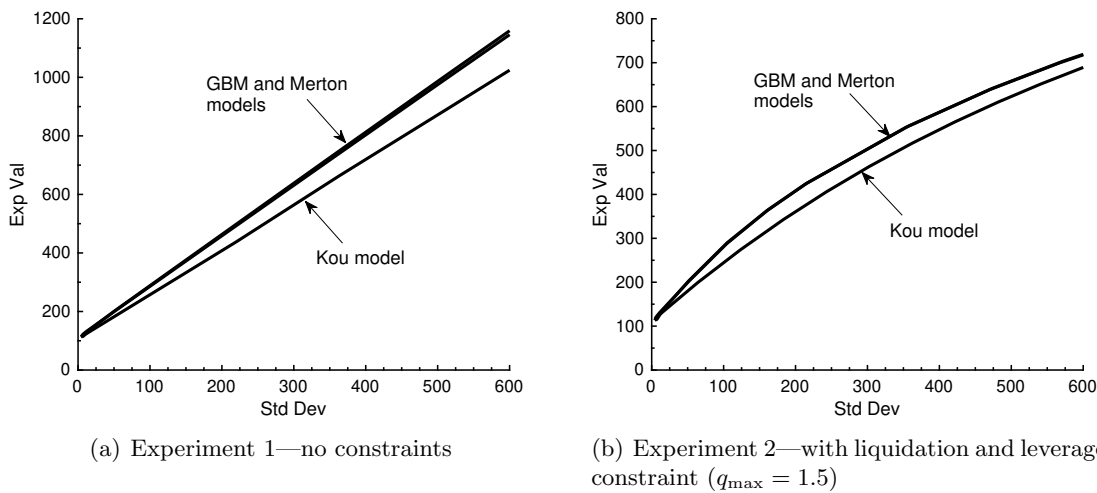 1200
1000
800
600
400
200
0
Exp Val
GBM and Merton
models
Kou model
0 100 200 300 400 500 600
Std Dev
(a) Experiment 1—no constraints
800
700
600
500
400
300
200
100
0
Exp Val
GBM and Merton
models
Kou model
0 100 200 300 400 500 600
Std Dev
(b) Experiment 2—with liquidation and leverage
constraint (qmax = 1.5)